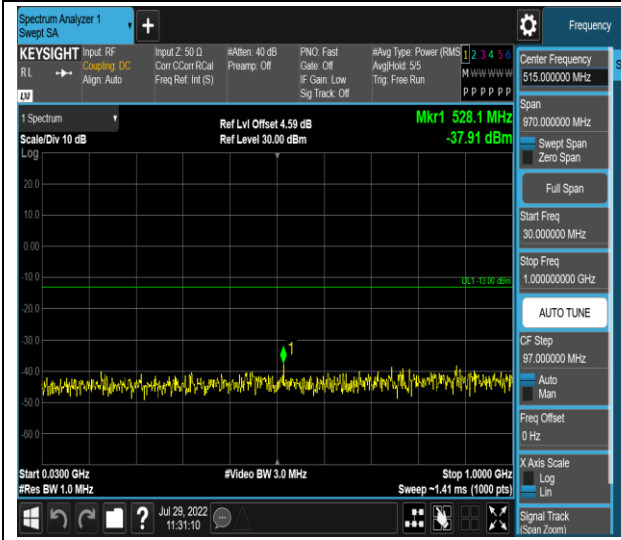 Spectrum Analyzer 1
Swept SA
Frequency
KEYSIGHT
RL
LXI
Input: RF
Coupling: DC
Align: Auto
Input Z: 50 Ω
Corr CCorr RCal
Freq Ref: Int (S)
#Atten: 40 dB
Preamp: Off
PNO: Fast
Gate: Off
IF Gain: Low
Sig Track: Off
#Avg Type: Power (RMS
Avg|Hold: 5/5
Trig: Free Run
1 2 3 4 5 6
M W W W W W
P P P P P P
1 Spectrum
Scale/Div 10 dB
Ref Lvl Offset 4.59 dB
Ref Level 30.00 dBm
Mkr1 528.1 MHz
-37.91 dBm
Log
20.0
10.0
0.00
-10.0
DL1 -13.00 dBm
-20.0
-30.0
1
-40.0
-50.0
-60.0
Start 0.0300 GHz
#Res BW 1.0 MHz
#Video BW 3.0 MHz
Stop 1.0000 GHz
Sweep ~1.41 ms (1000 pts)
?
Jul 29, 2022
11:31:10
Center Frequency
515.000000 MHz
S
Span
970.000000 MHz
Swept Span
Zero Span
Full Span
Start Freq
30.000000 MHz
Stop Freq
1.000000000 GHz
AUTO TUNE
CF Step
97.000000 MHz
Auto
Man
Freq Offset
0 Hz
X Axis Scale
Log
Lin
Signal Track
(Span Zoom)